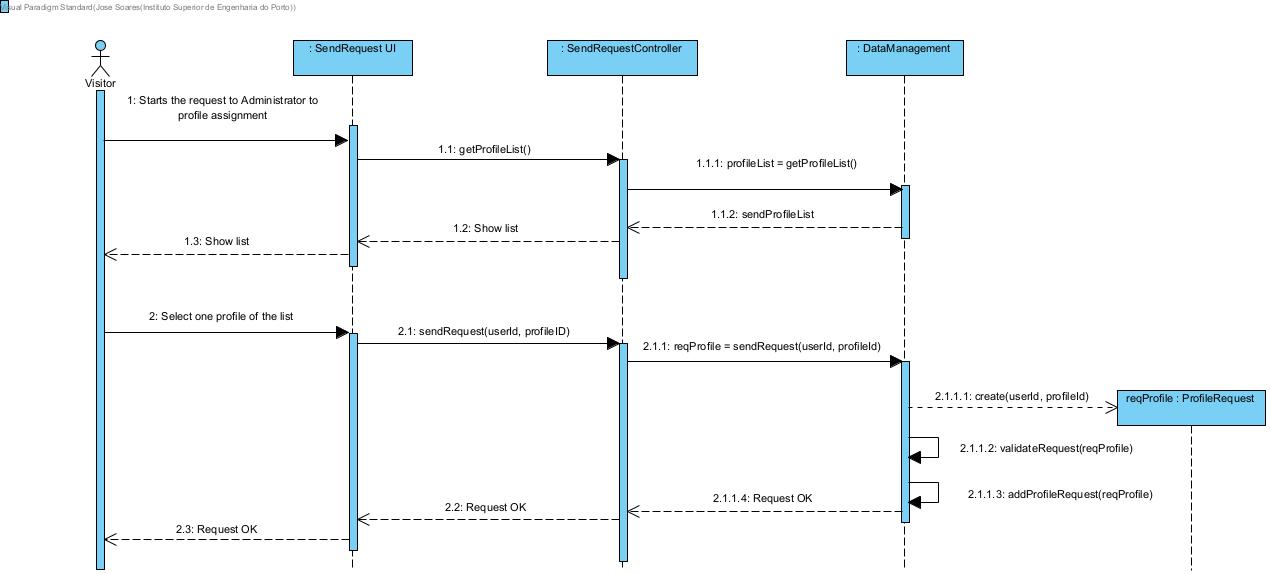 Visual Paradigm Standard(Jose Soares(Instituto Superior de Engenharia do Porto))
: SendRequest UI
: SendRequestController
: DataManagement
Visitor
1: Starts the request to Administrator to
profile assignment
1.1: getProfileList()
1.1.1: profileList = getProfileList()
1.1.2: sendProfileList
1.2: Show list
1.3: Show list
2: Select one profile of the list
2.1: sendRequest(userId, profileID)
2.1.1: reqProfile = sendRequest(userId, profileId)
2.1.1.1: create(userId, profileId)
reqProfile : ProfileRequest
2.1.1.2: validateRequest(reqProfile)
2.1.1.3: addProfileRequest(reqProfile)
2.1.1.4: Request OK
2.2: Request OK
2.3: Request OK